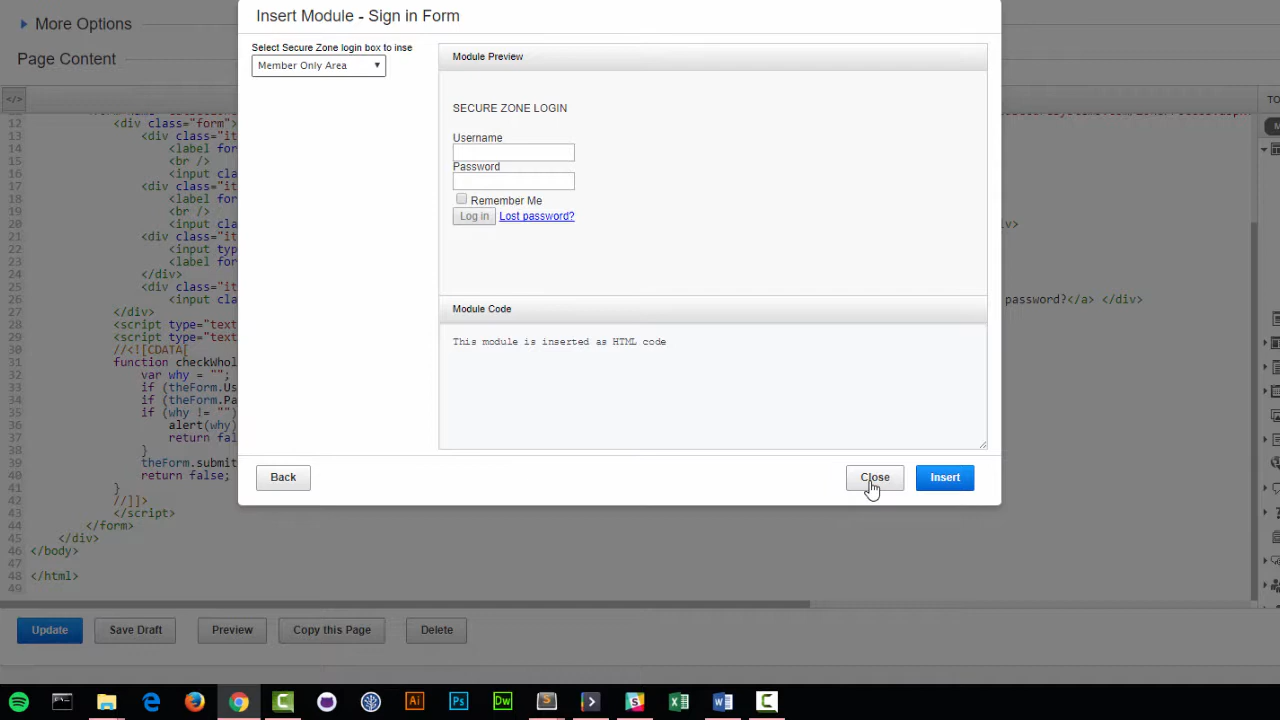 Insert Module - Sign in Form
More Options
Page Content
Select Secure Zone login box to inse
Member Only Area
Module Preview
SECURE ZONE LOGIN
Username
Password
Remember Me
Log in Lost password?
Module Code
This module is inserted as HTML code
Back
Close
Insert
</>
TO
12 <div class="form">
13 <div class="it
14 <label for
15 <br />
16 <input cla
17 <div class="it
18 <label for
19 <br />
20 <input cla iv>
21 <div class="it
22 <input typ
23 <label for
24 </div>
25 <div class="it
26 <input cla password?</a> </div>
27 </div>
28 <script type="text
29 <script type="text
30 //<![CDATA[
31 function checkWhol
32 var why = "";
33 if (theForm.Us
34 if (theForm.Pa
35 if (why != "")
36 alert(why)
37 return fal
38 }
39 theForm.submit
40 return false;
41 }
42 //]]>
43 </script>
44 </form>
45 </div>
46 </body>
47
48 </html>
49
Update
Save Draft
Preview
Copy this Page
Delete
Ai
Ps
Dw